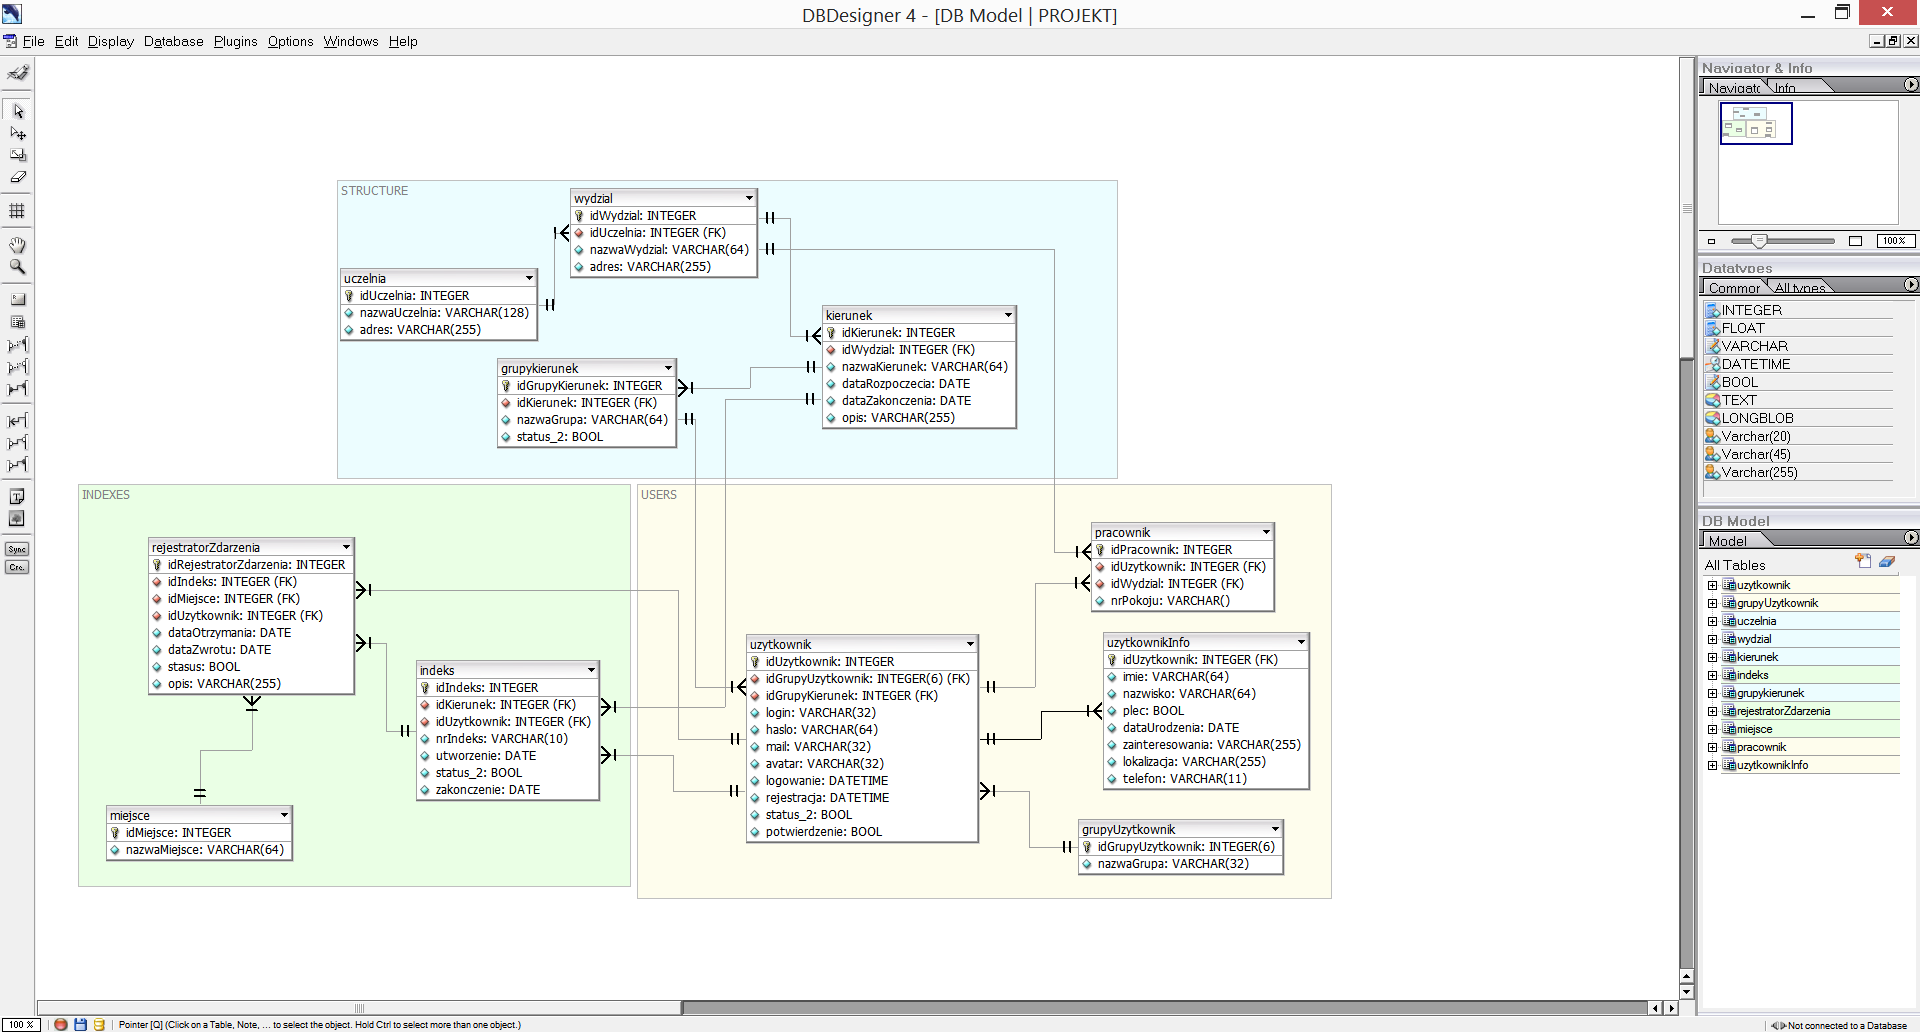 DBDesigner 4 - [DB Model | PROJEKT]
File Edit Display Database Plugins Options Windows Help
STRUCTURE
wydzial
idWydzial: INTEGER
idUczelnia: INTEGER (FK)
nazwaWydzial: VARCHAR(64)
adres: VARCHAR(255)
uczelnia
idUczelnia: INTEGER
nazwaUczelnia: VARCHAR(128)
adres: VARCHAR(255)
kierunek
idKierunek: INTEGER
idWydzial: INTEGER (FK)
nazwaKierunek: VARCHAR(64)
dataRozpoczecia: DATE
dataZakonczenia: DATE
opis: VARCHAR(255)
grupykierunek
idGrupyKierunek: INTEGER
idKierunek: INTEGER (FK)
nazwaGrupa: VARCHAR(64)
status_2: BOOL
INDEXES
rejestratorZdarzenia
idRejestratorZdarzenia: INTEGER
idIndeks: INTEGER (FK)
idMiejsce: INTEGER (FK)
idUzytkownik: INTEGER (FK)
dataOtrzymania: DATE
dataZwrotu: DATE
stasus: BOOL
opis: VARCHAR(255)
indeks
idIndeks: INTEGER
idKierunek: INTEGER (FK)
idUzytkownik: INTEGER (FK)
nrIndeks: VARCHAR(10)
utworzenie: DATE
status_2: BOOL
zakonczenie: DATE
miejsce
idMiejsce: INTEGER
nazwaMiejsce: VARCHAR(64)
USERS
pracownik
idPracownik: INTEGER
idUzytkownik: INTEGER (FK)
idWydzial: INTEGER (FK)
nrPokoju: VARCHAR()
uzytkownik
idUzytkownik: INTEGER
idGrupyUzytkownik: INTEGER(6) (FK)
idGrupyKierunek: INTEGER (FK)
login: VARCHAR(32)
haslo: VARCHAR(64)
mail: VARCHAR(32)
avatar: VARCHAR(32)
logowanie: DATETIME
rejestracja: DATETIME
status_2: BOOL
potwierdzenie: BOOL
uzytkownikInfo
idUzytkownik: INTEGER (FK)
imie: VARCHAR(64)
nazwisko: VARCHAR(64)
plec: BOOL
dataUrodzenia: DATE
zainteresowania: VARCHAR(255)
lokalizacja: VARCHAR(255)
telefon: VARCHAR(11)
grupyUzytkownik
idGrupyUzytkownik: INTEGER(6)
nazwaGrupa: VARCHAR(32)
Sync
Cre.
Navigator & Info
Navigatc Info
100%
Datatypes
Commor All types
INTEGER
FLOAT
VARCHAR
DATETIME
BOOL
TEXT
LONGBLOB
Varchar(20)
Varchar(45)
Varchar(255)
DB Model
Model
All Tables
uzytkownik
grupyUzytkownik
uczelnia
wydzial
kierunek
indeks
grupykierunek
rejestratorZdarzenia
miejsce
pracownik
uzytkownikInfo
100 % Pointer [Q] (Click on a Table, Note, ... to select the object. Hold Ctrl to select more than one object.) Not connected to a Database